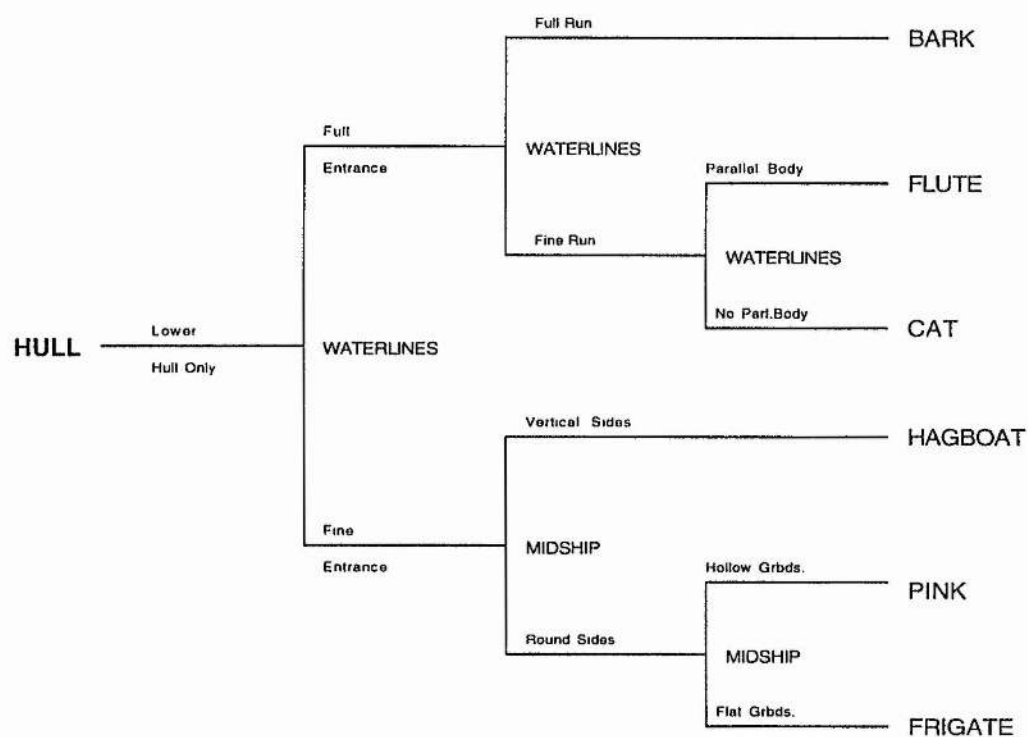 Full Run
BARK
Full
WATERLINES
Entrance
Parallel Body
FLUTE
Fine Run
WATERLINES
No Parl.Body
CAT
Lower
HULL
WATERLINES
Hull Only
Vertical Sides
HAGBOAT
Fine
MIDSHIP
Entrance
Hollow Grbds.
PINK
Round Sides
MIDSHIP
Flat Grbds.
FRIGATE